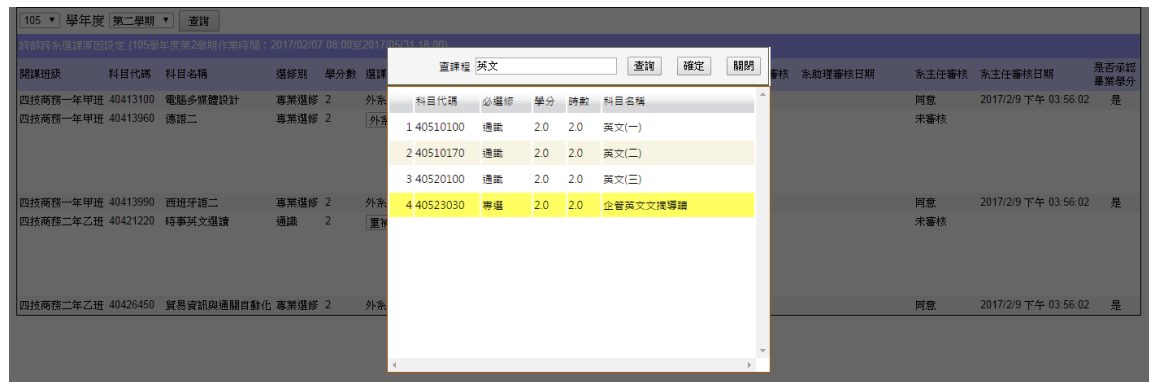 105 學年度 第二學期 查詢
跨部跨系選課原因設定 (105學年度第2學期作業時間：2017/02/07 08:00至2017/05/31 18:00)
查課程 英文 查詢 確定 關閉
開課班級 科目代碼 科目名稱 選修別 學分數 選課 審核 系助理審核日期 系主任審核 系主任審核日期 是否承認畢業學分
科目代碼 必選修 學分 時數 科目名稱
四技商務一年甲班 40413100 電腦多媒體設計 專業選修 2 外系 同意 2017/2/9 下午 03:56:02 是
四技商務一年甲班 40413960 德語二 專業選修 2 外系 未審核
1 40510100 通識 2.0 2.0 英文(一)
2 40510170 通識 2.0 2.0 英文(二)
3 40520100 通識 2.0 2.0 英文(三)
四技商務一年甲班 40413990 西班牙語二 專業選修 2 外系 同意 2017/2/9 下午 03:56:02 是
4 40523030 專選 2.0 2.0 企管英文文摘導讀
四技商務二年乙班 40421220 時事英文選讀 通識 2 重補 未審核
四技商務二年乙班 40426450 貿易資訊與通關自動化 專業選修 2 外系 同意 2017/2/9 下午 03:56:02 是